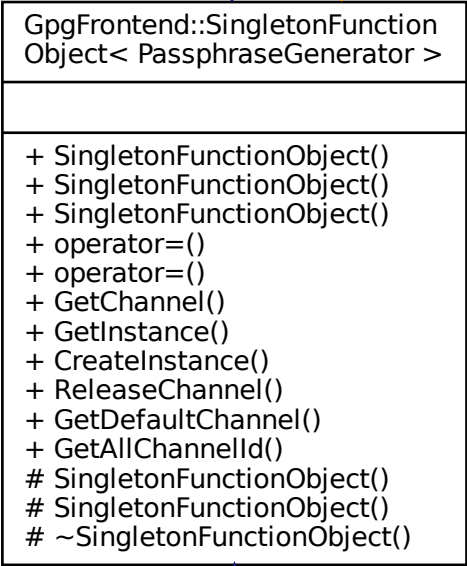 GpgFrontend::SingletonFunction
Object< PassphraseGenerator >
+ SingletonFunctionObject()
+ SingletonFunctionObject()
+ SingletonFunctionObject()
+ operator=()
+ operator=()
+ GetChannel()
+ GetInstance()
+ CreateInstance()
+ ReleaseChannel()
+ GetDefaultChannel()
+ GetAllChannelId()
# SingletonFunctionObject()
# SingletonFunctionObject()
# ~SingletonFunctionObject()